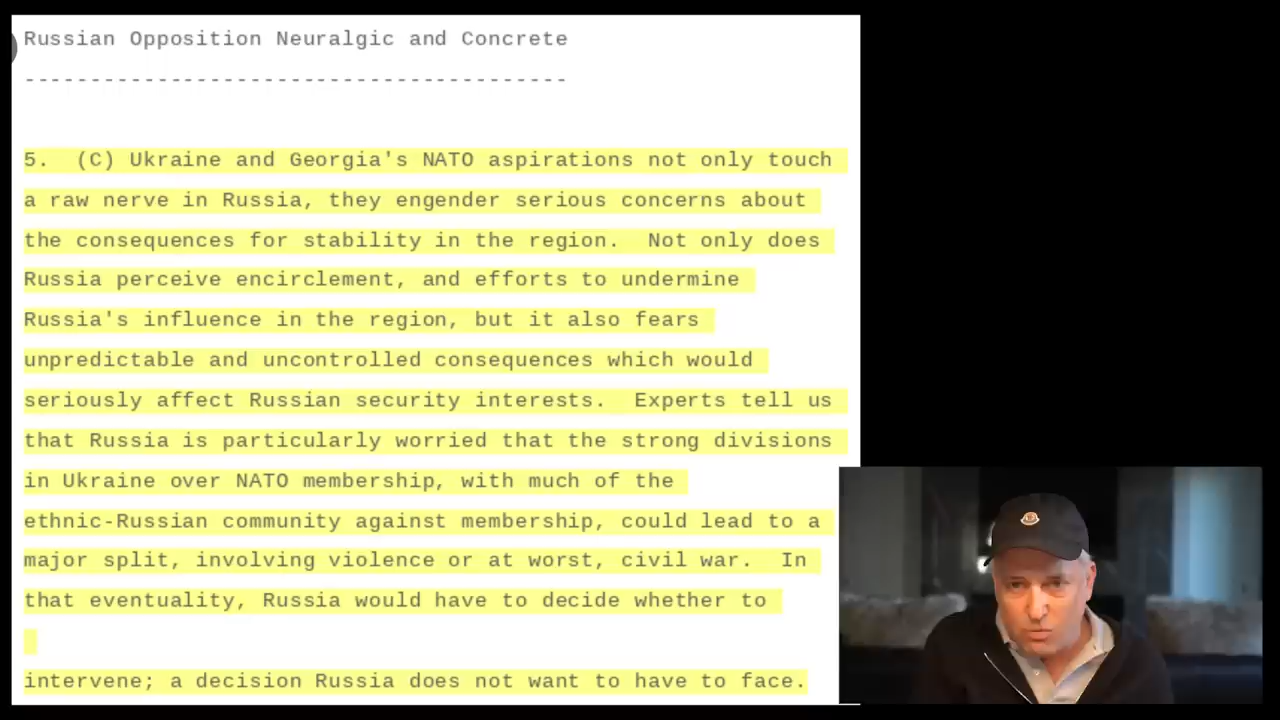 Russian Opposition Neuralgic and Concrete
-----------------------------------------
5.  (C) Ukraine and Georgia's NATO aspirations not only touch
a raw nerve in Russia, they engender serious concerns about
the consequences for stability in the region.  Not only does
Russia perceive encirclement, and efforts to undermine
Russia's influence in the region, but it also fears
unpredictable and uncontrolled consequences which would
seriously affect Russian security interests.  Experts tell us
that Russia is particularly worried that the strong divisions
in Ukraine over NATO membership, with much of the
ethnic-Russian community against membership, could lead to a
major split, involving violence or at worst, civil war.  In
that eventuality, Russia would have to decide whether to
intervene; a decision Russia does not want to have to face.